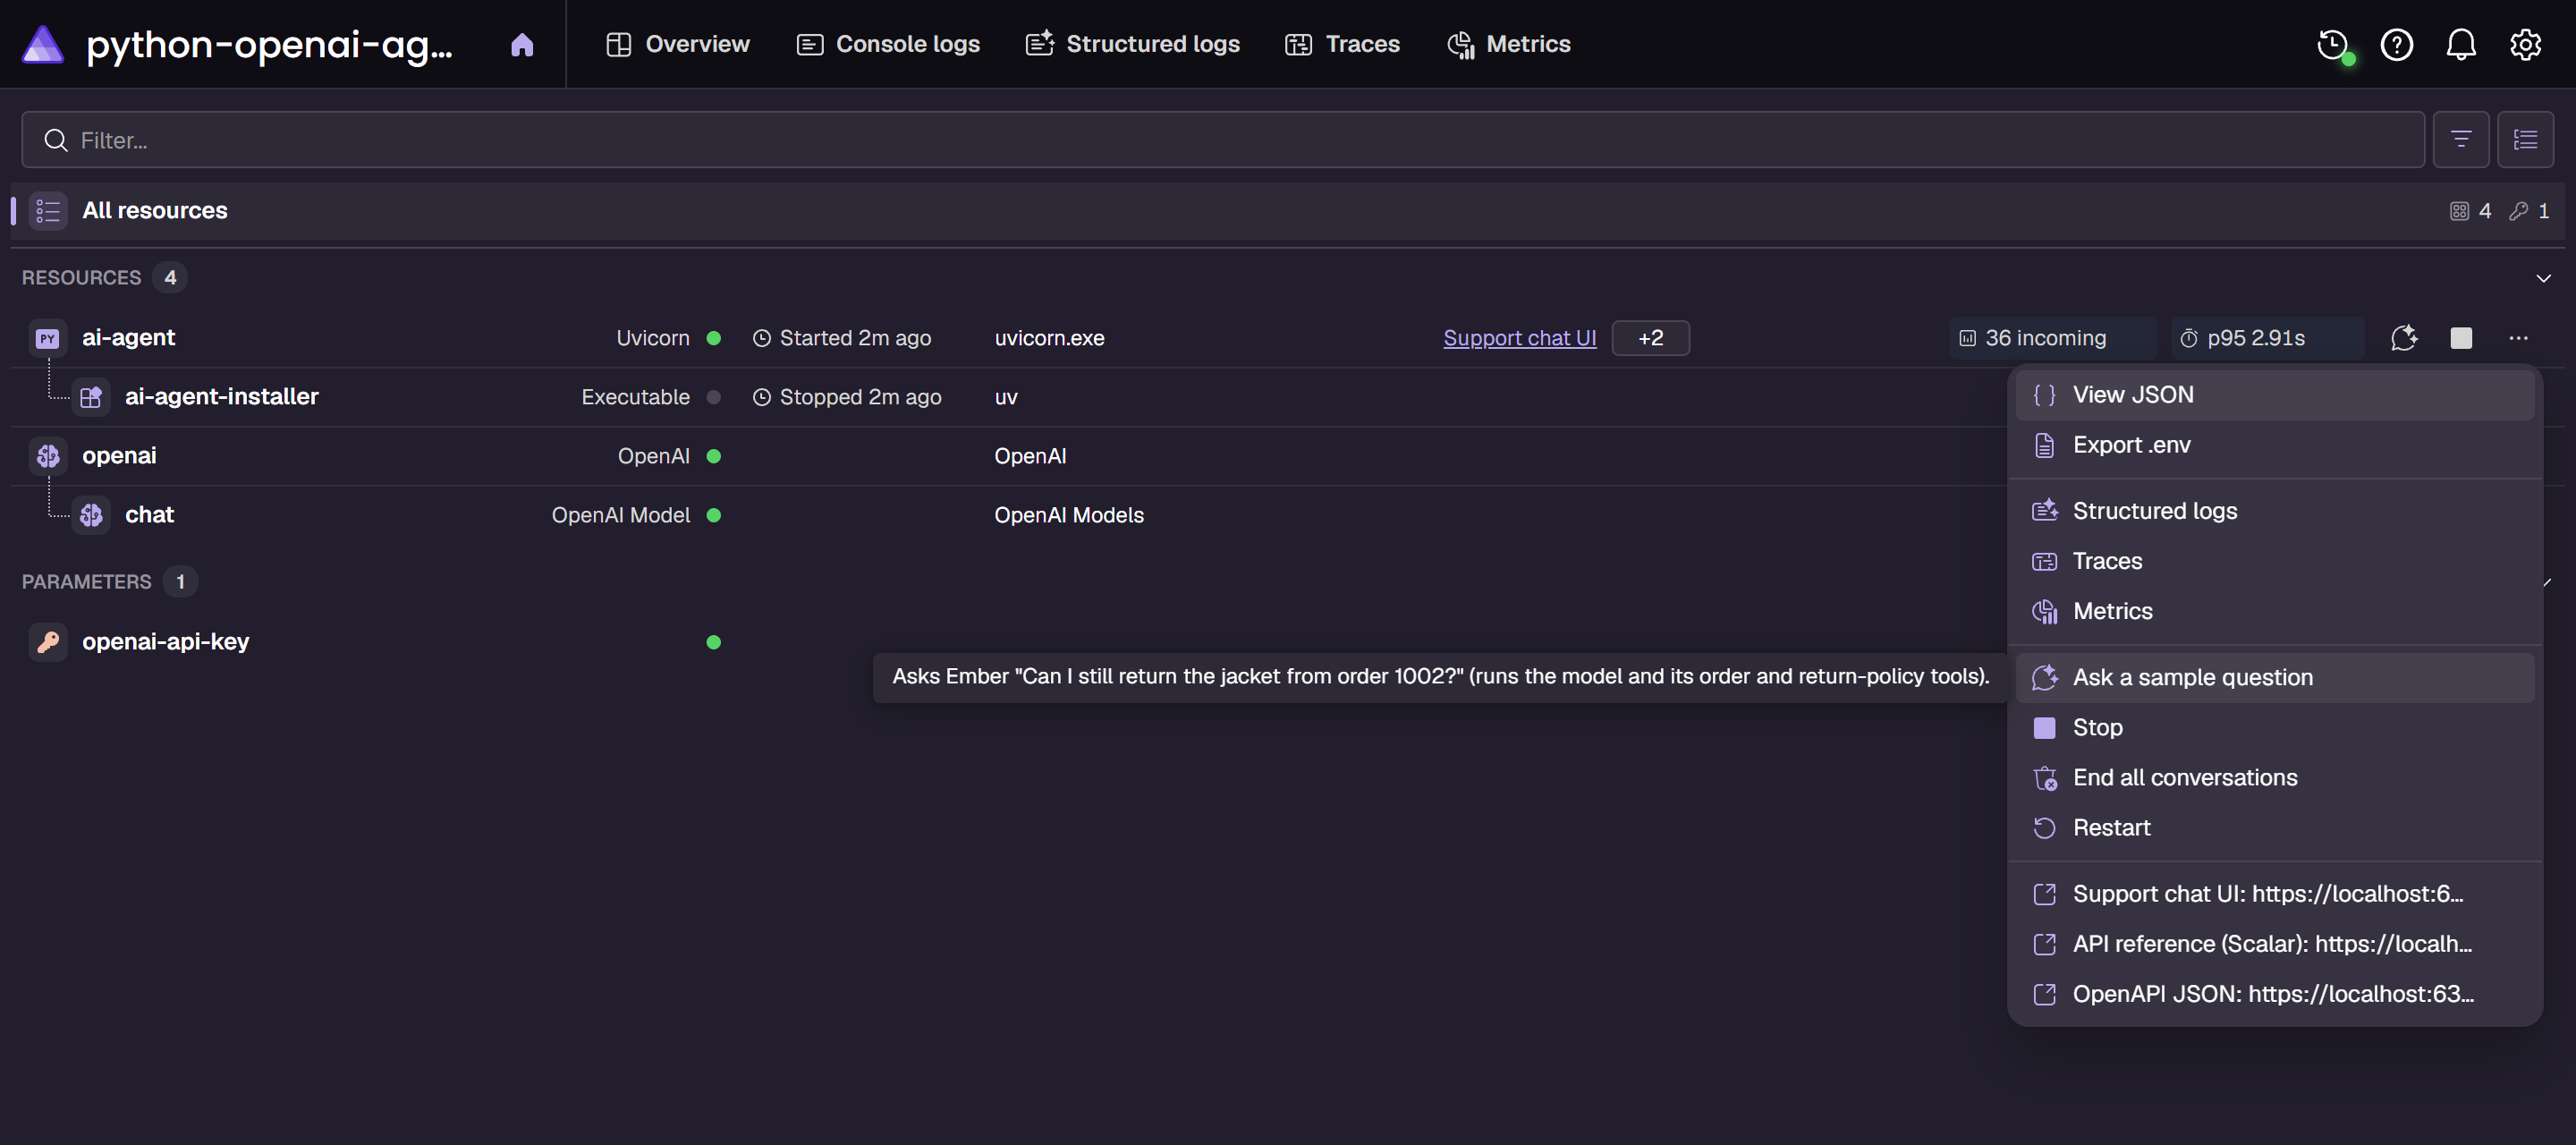 python-openai-ag...
Overview
Console logs
Structured logs
Traces
Metrics
Filter...
All resources
4
1
RESOURCES 4
PY ai-agent Uvicorn Started 2m ago uvicorn.exe Support chat UI +2 36 incoming p95 2.91s
ai-agent-installer Executable Stopped 2m ago uv
openai OpenAI OpenAI
chat OpenAI Model OpenAI Models
PARAMETERS 1
openai-api-key
Asks Ember "Can I still return the jacket from order 1002?" (runs the model and its order and return-policy tools).
View JSON
Export .env
Structured logs
Traces
Metrics
Ask a sample question
Stop
End all conversations
Restart
Support chat UI: https://localhost:6...
API reference (Scalar): https://localh...
OpenAPI JSON: https://localhost:63...